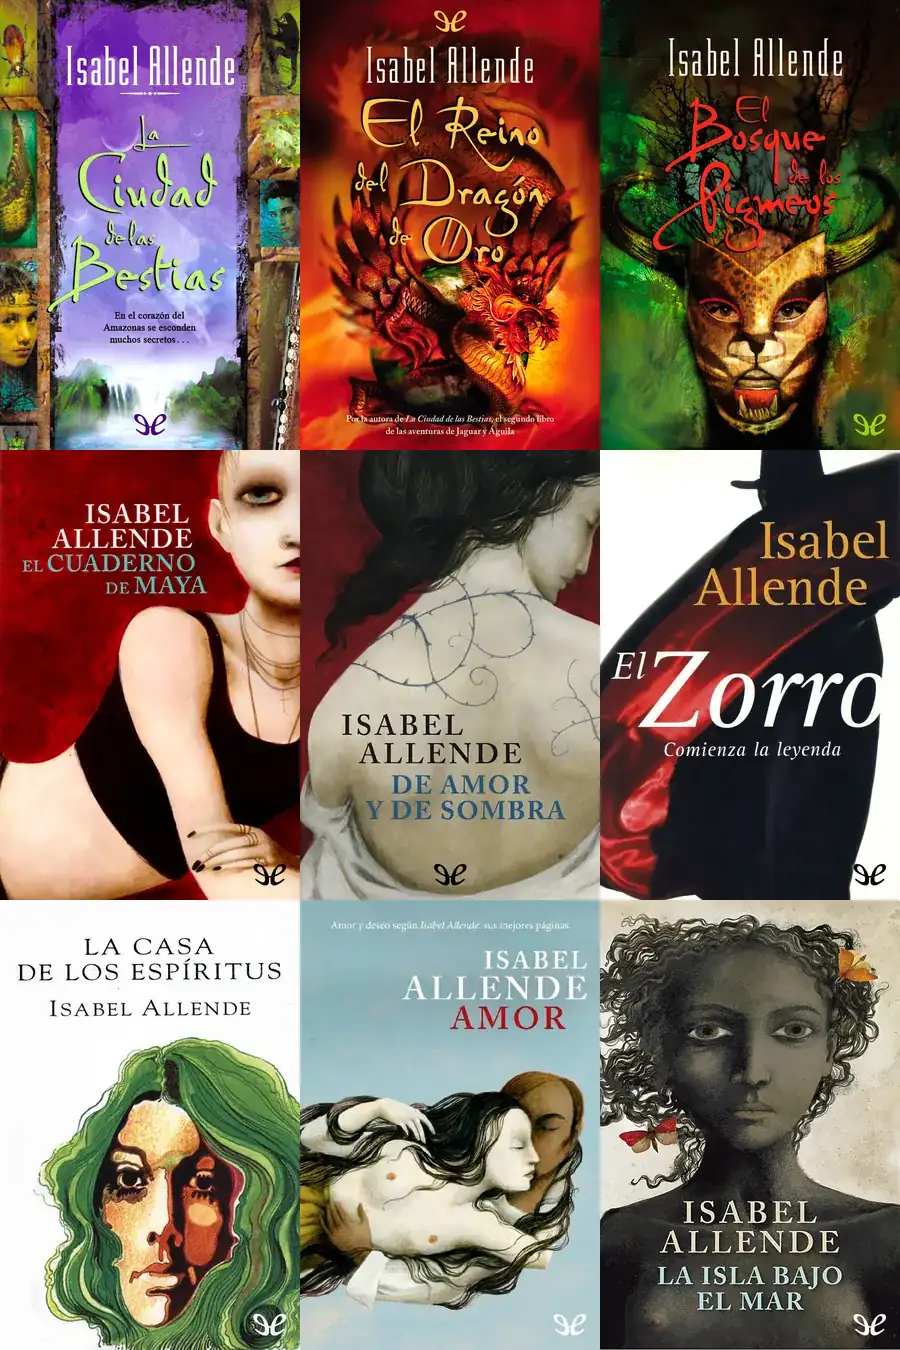 Isabel Allende
La
Ciudad
de las
Bestias
En el corazón del
Amazonas se esconden
muchos secretos...
Isabel Allende
El Reino
del Dragón
de Oro
Por la autora de La Ciudad de las Bestias, el segundo libro
de las aventuras de Jaguar y Águila
Isabel Allende
El
Bosque
de los
Pigmeos
ISABEL
ALLENDE
EL CUADERNO
DE MAYA
ISABEL
ALLENDE
DE AMOR
Y DE SOMBRA
Isabel
Allende
El Zorro
Comienza la leyenda
LA CASA
DE LOS ESPÍRITUS
ISABEL ALLENDE
Amor y deseo según Isabel Allende: sus mejores páginas.
ISABEL
ALLENDE
AMOR
ISABEL
ALLENDE
LA ISLA BAJO
EL MAR